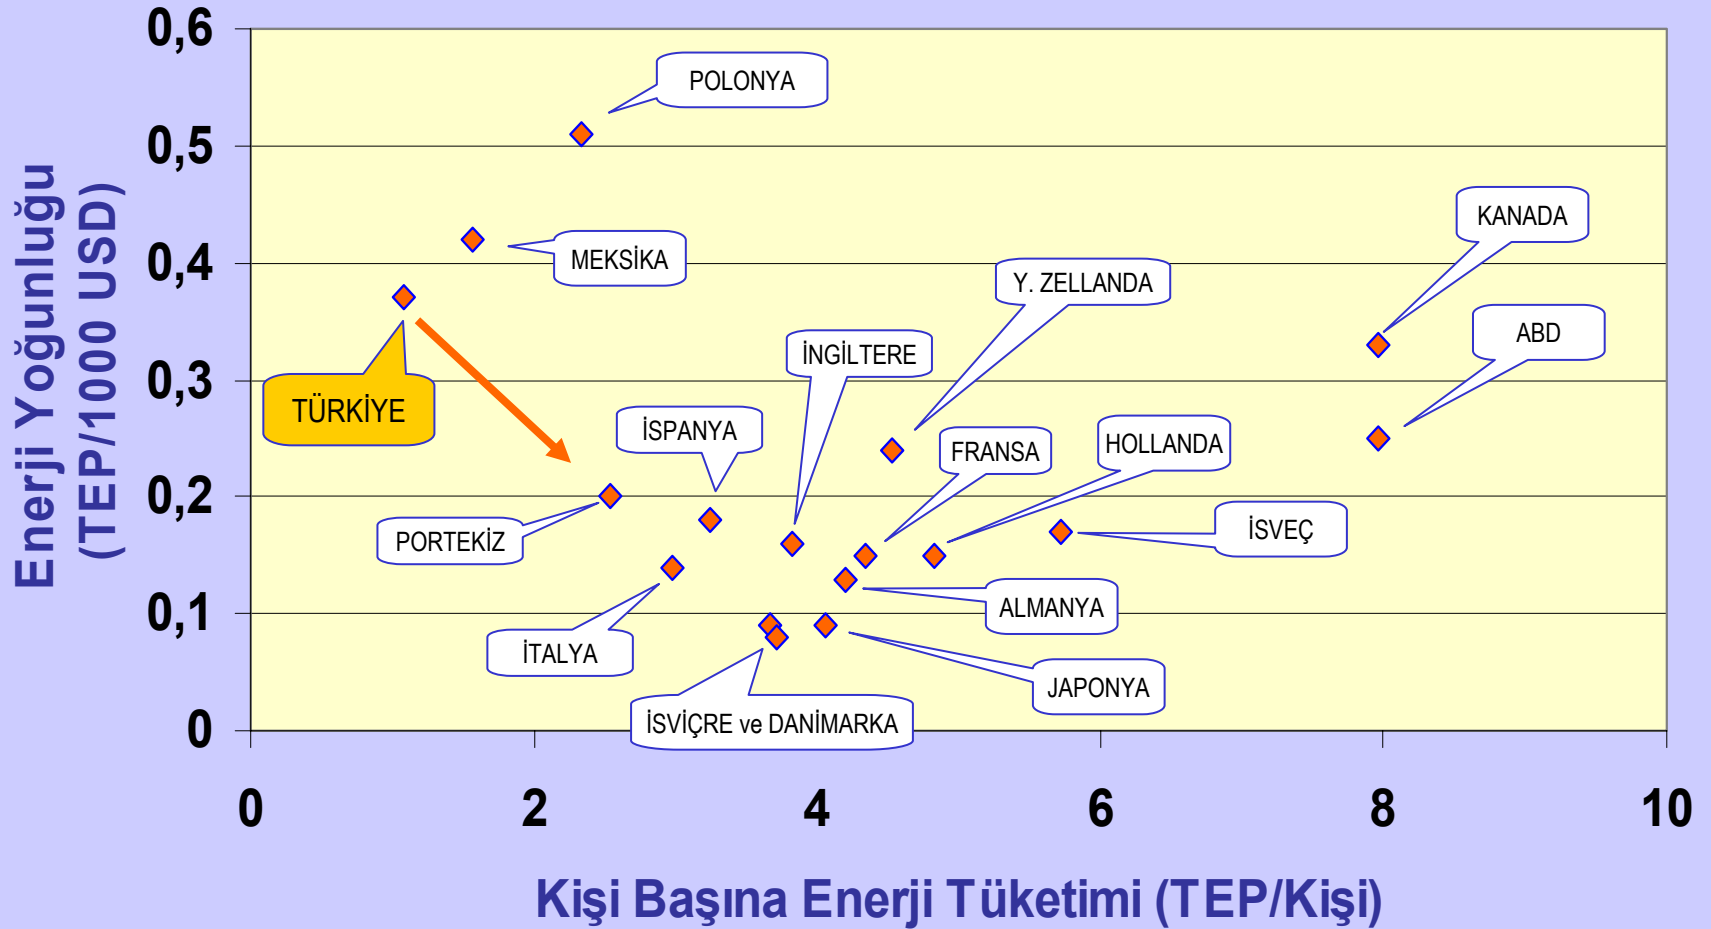 0,6
0,5
0,4
0,3
0,2
0,1
0
Enerji Yoğunluğu
(TEP/1000 USD)
POLONYA
KANADA
MEKSİKA
Y. ZELLANDA
ABD
İNGİLTERE
TÜRKİYE
İSPANYA
FRANSA
HOLLANDA
İSVEÇ
PORTEKİZ
ALMANYA
İTALYA
JAPONYA
İSVİÇRE ve DANİMARKA
0 2 4 6 8 10
Kişi Başına Enerji Tüketimi (TEP/Kişi)